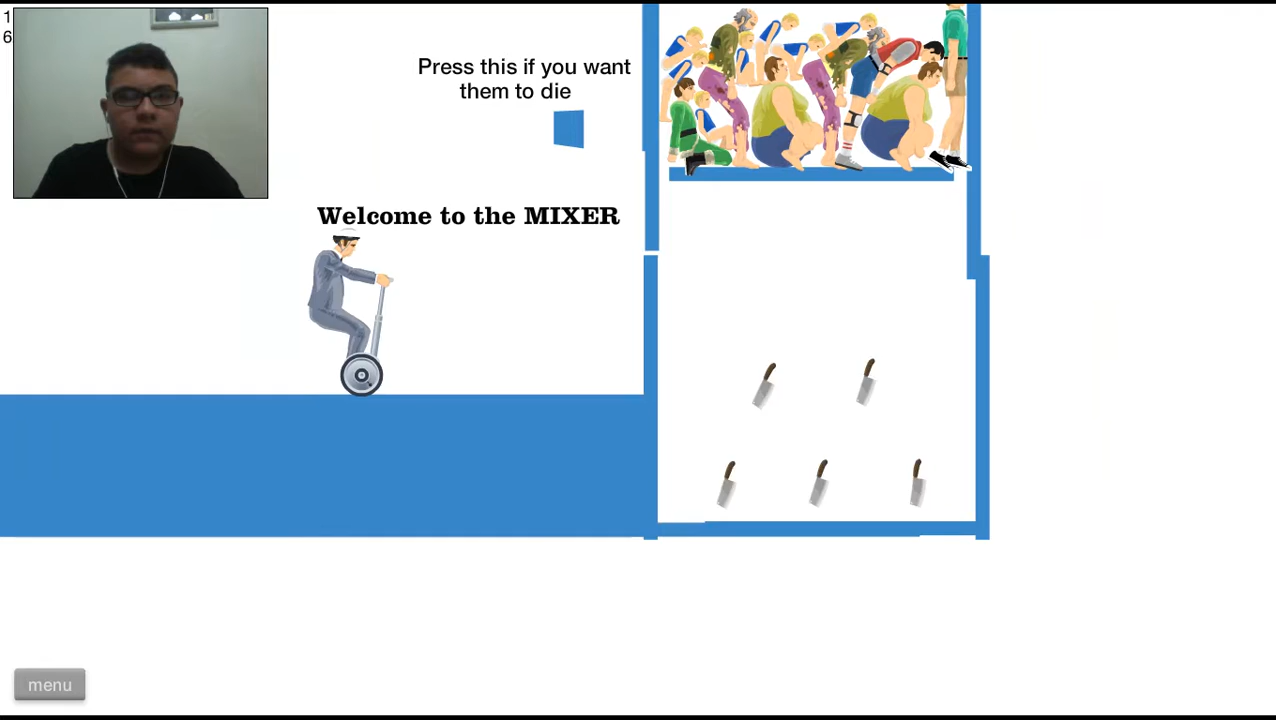 1
6
Press this if you want
them to die
Welcome to the MIXER
menu